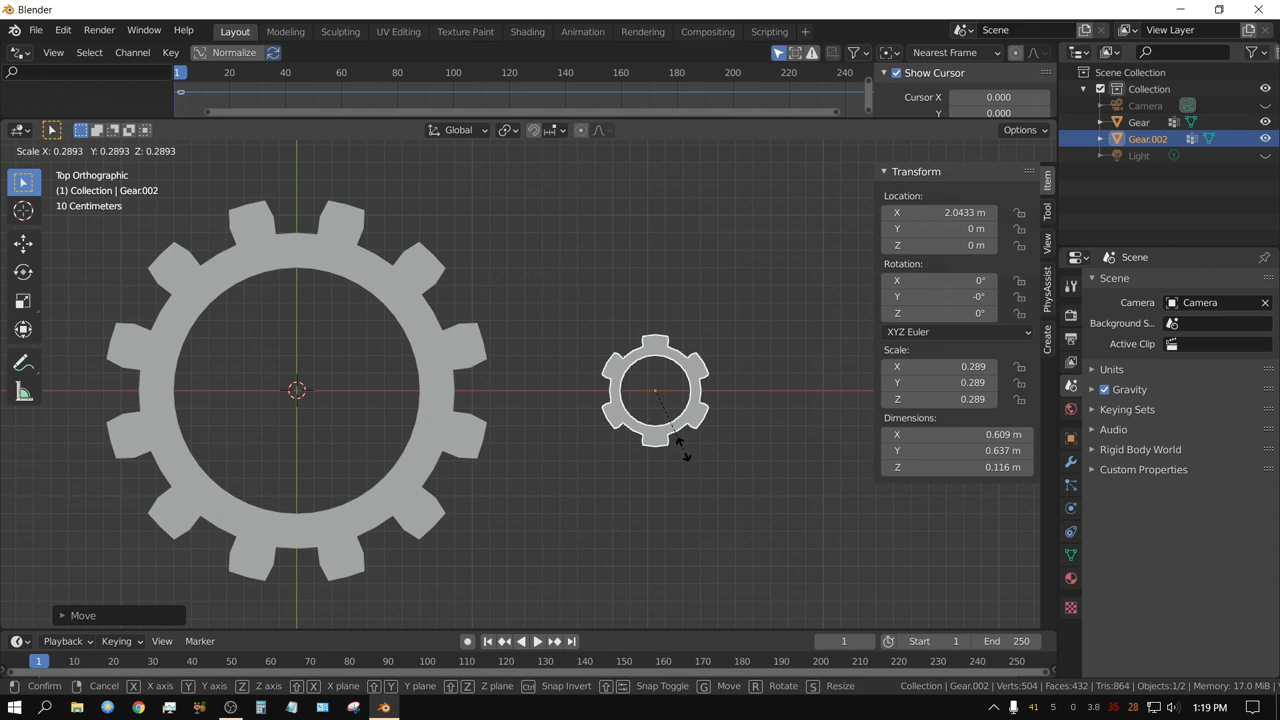 Blender
File Edit Render Window Help Layout Modeling Sculpting UV Editing Texture Paint Shading Animation Rendering Compositing Scripting + Scene View Layer
View Select Channel Key Normalize Nearest Frame
1 20 40 60 80 100 120 140 160 180 200 220 240
Show Cursor
Cursor X 0.000
Y 0.000
Global Options
Scale X: 0.2893 Y: 0.2893 Z: 0.2893
Top Orthographic
(1) Collection | Gear.002
10 Centimeters
Transform
Location:
X 2.0433 m
Y 0 m
Z 0 m
Rotation:
X 0°
Y -0°
Z 0°
XYZ Euler
Scale:
X 0.289
Y 0.289
Z 0.289
Dimensions:
X 0.609 m
Y 0.637 m
Z 0.116 m
Item
Tool
View
PhysAssist
Create
Scene Collection
Collection
Camera
Gear
Gear.002
Light
Scene
Scene
Camera Camera
Background S...
Active Clip
Units
Gravity
Keying Sets
Audio
Rigid Body World
Custom Properties
Move
Playback Keying View Marker 1 Start 1 End 250
1 10 20 30 40 50 60 70 80 90 100 110 120 130 140 150 160 170 180 190 200 210 220 230 240 250
Confirm Cancel X X axis Y Y axis Z Z axis X X plane Y Y plane Z Z plane Ctrl Snap Invert Snap Toggle G Move R Rotate S Resize Collection | Gear.002 | Verts:504 | Faces:432 | Tris:864 | Objects:1/2 | Memory: 17.0 MiB
41 5 0 3.8 35 28 1:19 PM